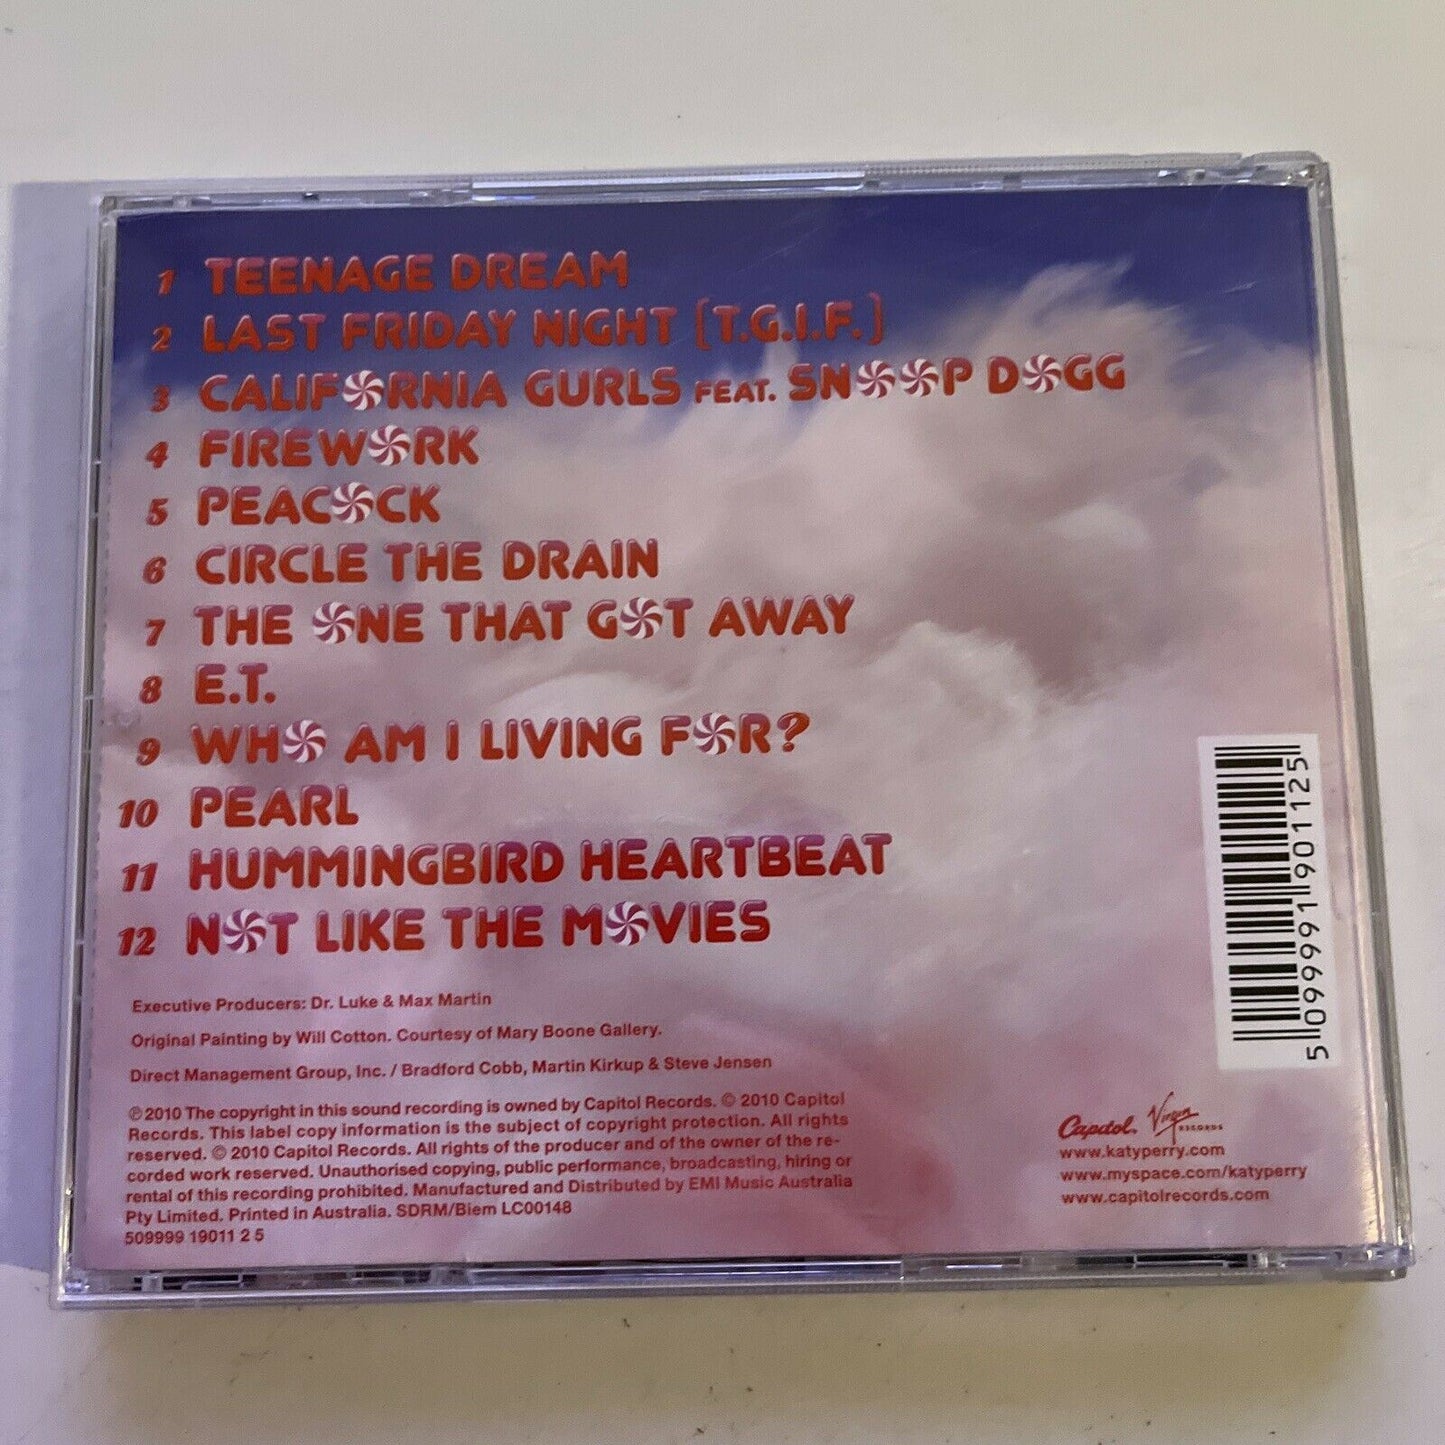 1 TEENAGE DREAM
2 LAST FRIDAY NIGHT (T.G.I.F.)
3 CALIFORNIA GURLS FEAT. SNOOP DOGG
4 FIREWORK
5 PEACOCK
6 CIRCLE THE DRAIN
7 THE ONE THAT GOT AWAY
8 E.T.
9 WHO AM I LIVING FOR?
10 PEARL
11 HUMMINGBIRD HEARTBEAT
12 NOT LIKE THE MOVIES
Executive Producers: Dr. Luke & Max Martin
Original Painting by Will Cotton. Courtesy of Mary Boone Gallery.
Direct Management Group, Inc. / Bradford Cobb, Martin Kirkup & Steve Jensen
℗ 2010 The copyright in this sound recording is owned by Capitol Records. © 2010 Capitol
Records. This label copy information is the subject of copyright protection. All rights
reserved. © 2010 Capitol Records. All rights of the producer and of the owner of the re-
corded work reserved. Unauthorised copying, public performance, broadcasting, hiring or
rental of this recording prohibited. Manufactured and Distributed by EMI Music Australia
Pty Limited. Printed in Australia. SDRM/Biem LC00148
509999 19011 2 5
5 099991 901125
Capitol. Virgin RECORDS
www.katyperry.com
www.myspace.com/katyperry
www.capitolrecords.com